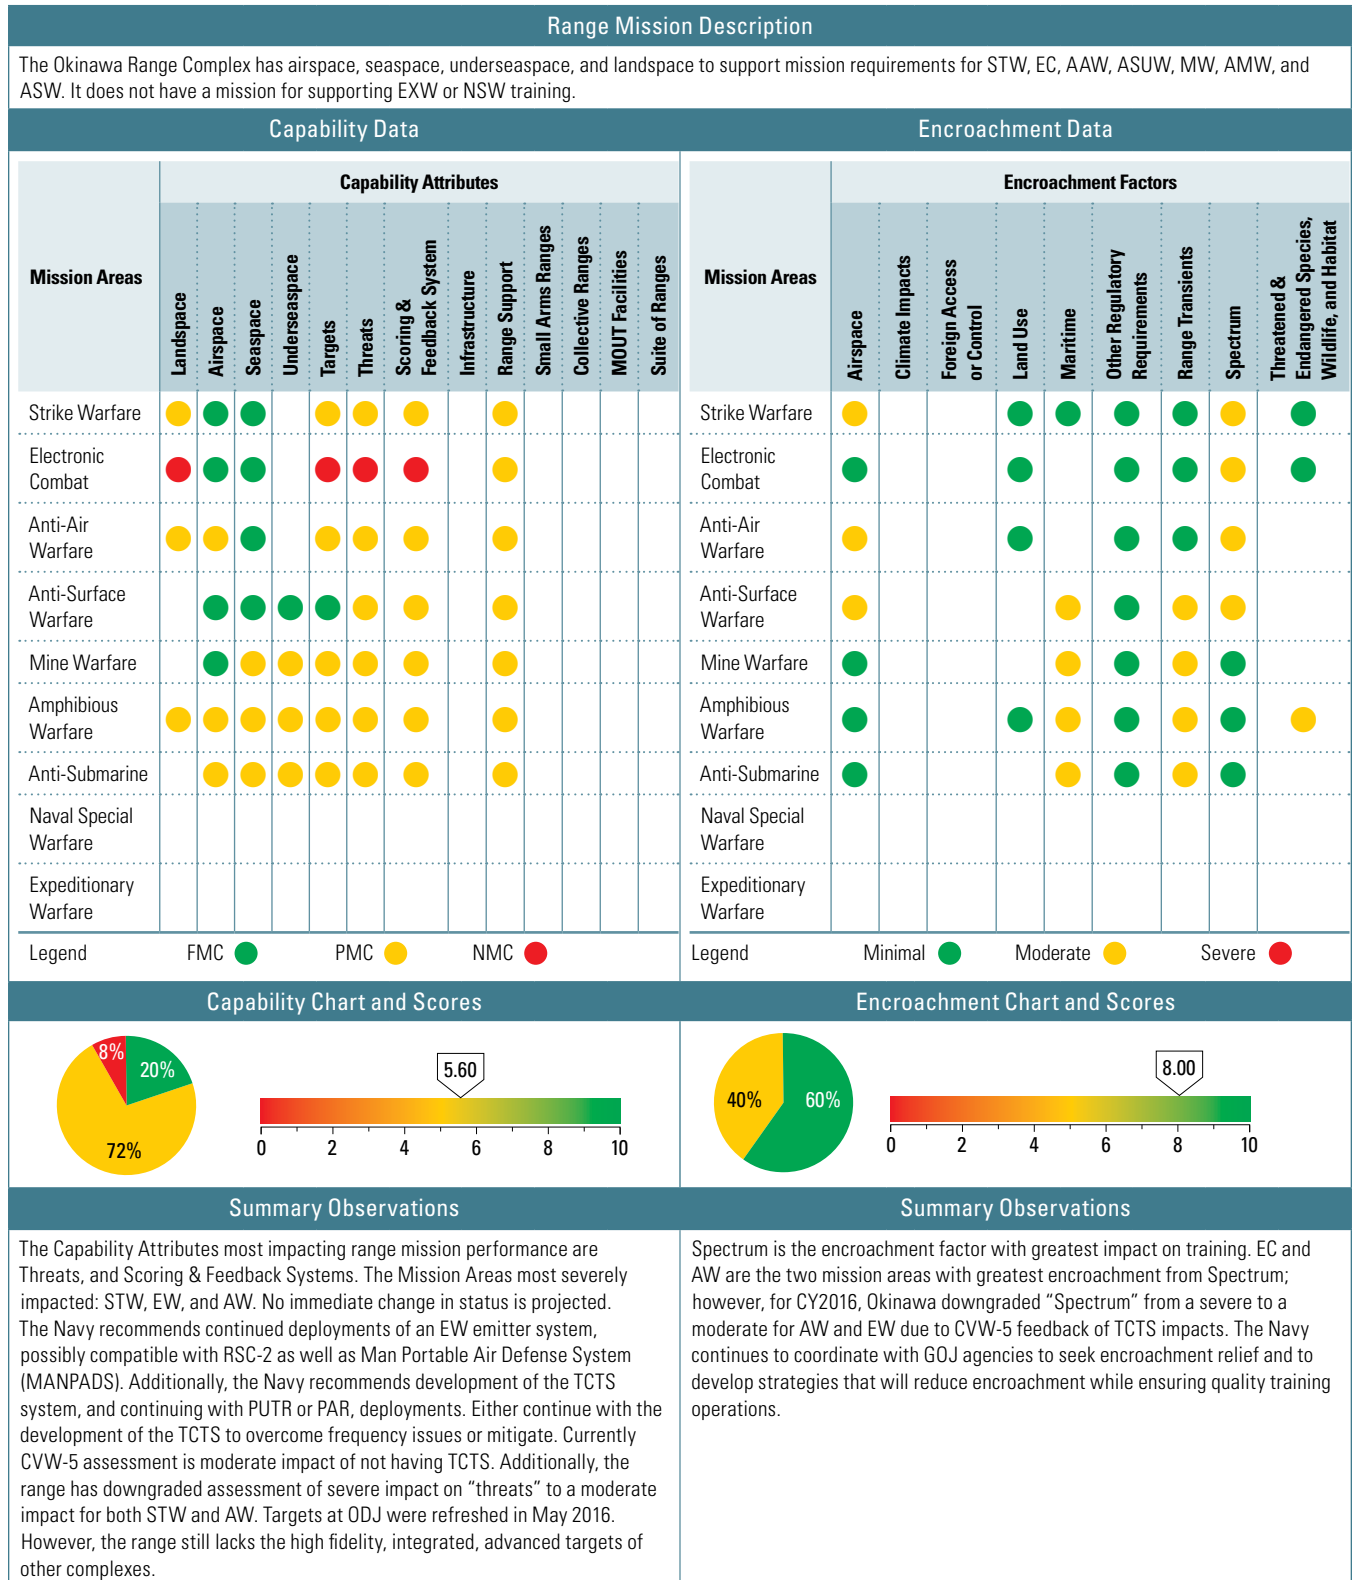 Range Mission Description
The Okinawa Range Complex has airspace, seaspace, underseaspace, and landspace to support mission requirements for STW, EC, AAW, ASUW, MW, AMW, and
ASW. It does not have a mission for supporting EXW or NSW training.
Capability Data
Mission Areas
Capability Attributes
Landspace
Airspace
Seaspace
Underseaspace
Targets
Threats
Scoring &
Feedback System
Infrastructure
Range Support
Small Arms Ranges
Collective Ranges
MOUT Facilities
Suite of Ranges
Strike Warfare
Electronic
Combat
Anti-Air
Warfare
Anti-Surface
Warfare
Mine Warfare
Amphibious
Warfare
Anti-Submarine
Naval Special
Warfare
Expeditionary
Warfare
Legend FMC PMC NMC
Encroachment Data
Mission Areas
Encroachment Factors
Airspace
Climate Impacts
Foreign Access
or Control
Land Use
Maritime
Other Regulatory
Requirements
Range Transients
Spectrum
Threatened &
Endangered Species,
Wildlife, and Habitat
Strike Warfare
Electronic
Combat
Anti-Air
Warfare
Anti-Surface
Warfare
Mine Warfare
Amphibious
Warfare
Anti-Submarine
Naval Special
Warfare
Expeditionary
Warfare
Legend Minimal Moderate Severe
Capability Chart and Scores
8%
20%
72%
5.60
0 2 4 6 8 10
Encroachment Chart and Scores
40%
60%
8.00
0 2 4 6 8 10
Summary Observations
The Capability Attributes most impacting range mission performance are
Threats, and Scoring & Feedback Systems. The Mission Areas most severely
impacted: STW, EW, and AW. No immediate change in status is projected.
The Navy recommends continued deployments of an EW emitter system,
possibly compatible with RSC-2 as well as Man Portable Air Defense System
(MANPADS). Additionally, the Navy recommends development of the TCTS
system, and continuing with PUTR or PAR, deployments. Either continue with the
development of the TCTS to overcome frequency issues or mitigate. Currently
CVW-5 assessment is moderate impact of not having TCTS. Additionally, the
range has downgraded assessment of severe impact on “threats” to a moderate
impact for both STW and AW. Targets at ODJ were refreshed in May 2016.
However, the range still lacks the high fidelity, integrated, advanced targets of
other complexes.
Summary Observations
Spectrum is the encroachment factor with greatest impact on training. EC and
AW are the two mission areas with greatest encroachment from Spectrum;
however, for CY2016, Okinawa downgraded “Spectrum” from a severe to a
moderate for AW and EW due to CVW-5 feedback of TCTS impacts. The Navy
continues to coordinate with GOJ agencies to seek encroachment relief and to
develop strategies that will reduce encroachment while ensuring quality training
operations.